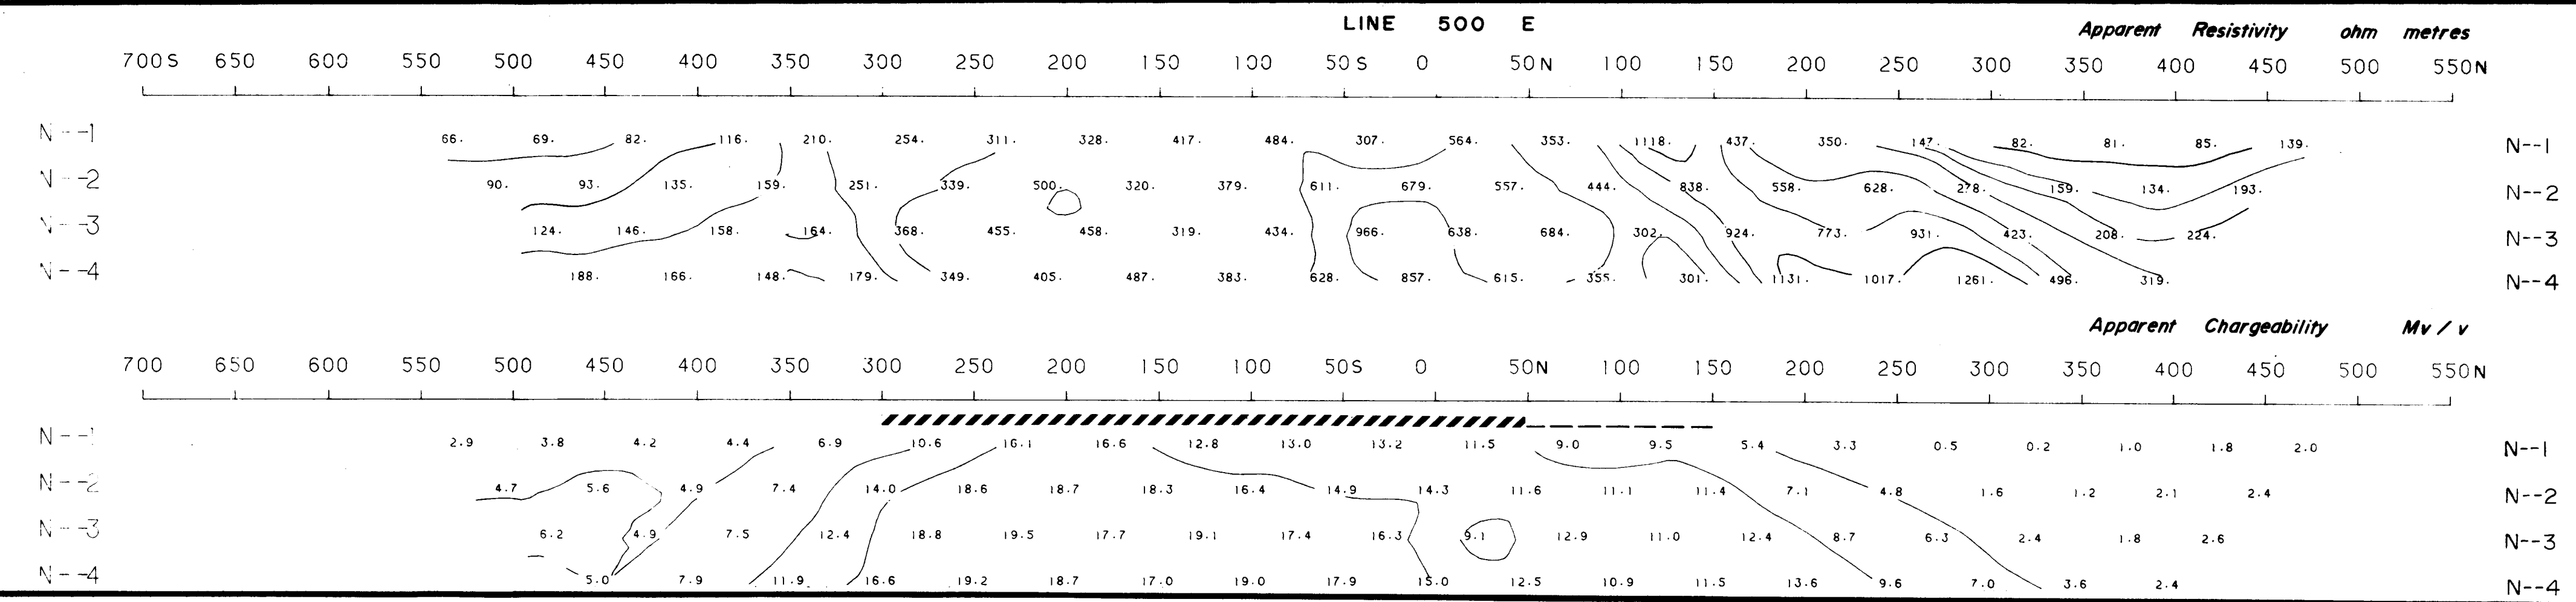 LINE 500 E
Apparent Resistivity ohm metres
700S 650 600 550 500 450 400 350 300 250 200 150 100 50S 0 50N 100 150 200 250 300 350 400 450 500 550N
N--1 66. 69. 82. 116. 210. 254. 311. 328. 417. 484. 307. 564. 353. 1118. 437. 350. 147. 82. 81. 85. 139. N--1
N--2 90. 93. 135. 159. 251. 339. 500. 320. 379. 611. 679. 557. 444. 838. 558. 628. 278. 159. 134. 193. N--2
N--3 124. 146. 158. 164. 368. 455. 458. 319. 434. 966. 638. 684. 302. 924. 773. 931. 423. 208. 224. N--3
N--4 188. 166. 148. 179. 349. 405. 487. 383. 628. 857. 615. 355. 301. 1131. 1017. 1261. 496. 319. N--4
Apparent Chargeability Mv / v
700 650 600 550 500 450 400 350 300 250 200 150 100 50S 0 50N 100 150 200 250 300 350 400 450 500 550N
N--1 2.9 3.8 4.2 4.4 6.9 10.6 16.1 16.6 12.8 13.0 13.2 11.5 9.0 9.5 5.4 3.3 0.5 0.2 1.0 1.8 2.0 N--1
N--2 4.7 5.6 4.9 7.4 14.0 18.6 18.7 18.3 16.4 14.9 14.3 11.6 11.1 11.4 7.1 4.8 1.6 1.2 2.1 2.4 N--2
N--3 6.2 4.9 7.5 12.4 18.8 19.5 17.7 19.1 17.4 16.3 9.1 12.9 11.0 12.4 8.7 6.3 2.4 1.8 2.6 N--3
N--4 5.0 7.9 11.9 16.6 19.2 18.7 17.0 19.0 17.9 15.0 12.5 10.9 11.5 13.6 9.6 7.0 3.6 2.4 N--4